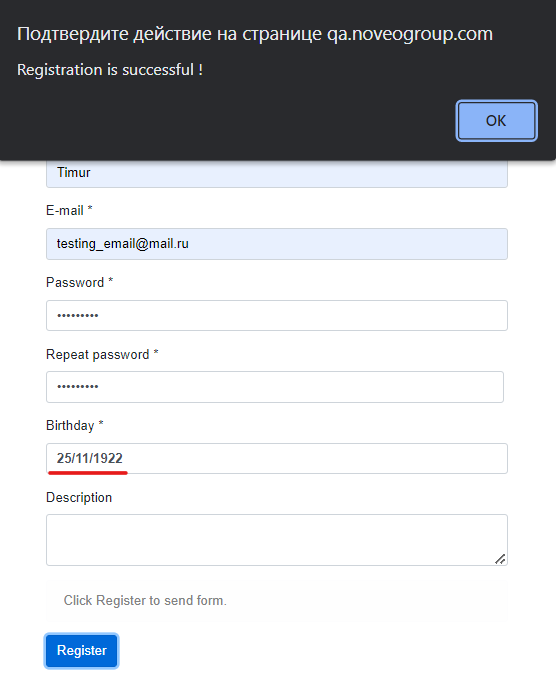 Подтвердите действие на странице qa.noveogroup.com
Registration is successful !
OK
Timur
E-mail *
testing_email@mail.ru
Password *
•••••••••
Repeat password *
•••••••••
Birthday *
25/11/1922
Description
Click Register to send form.
Register